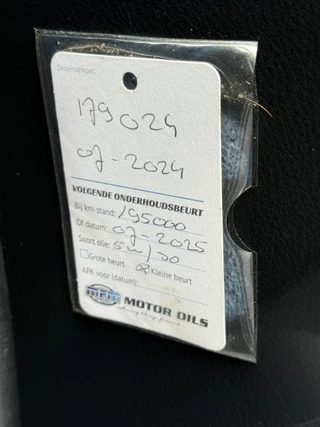 Dealerstempel:
179024
07-2024
VOLGENDE ONDERHOUDSBEURT
Bij km-stand: 195000
Of datum: 07-2025
Soort olie: 5w/30
Grote beurt Kleine beurt
APK voor (datum):
MOTOR OILS